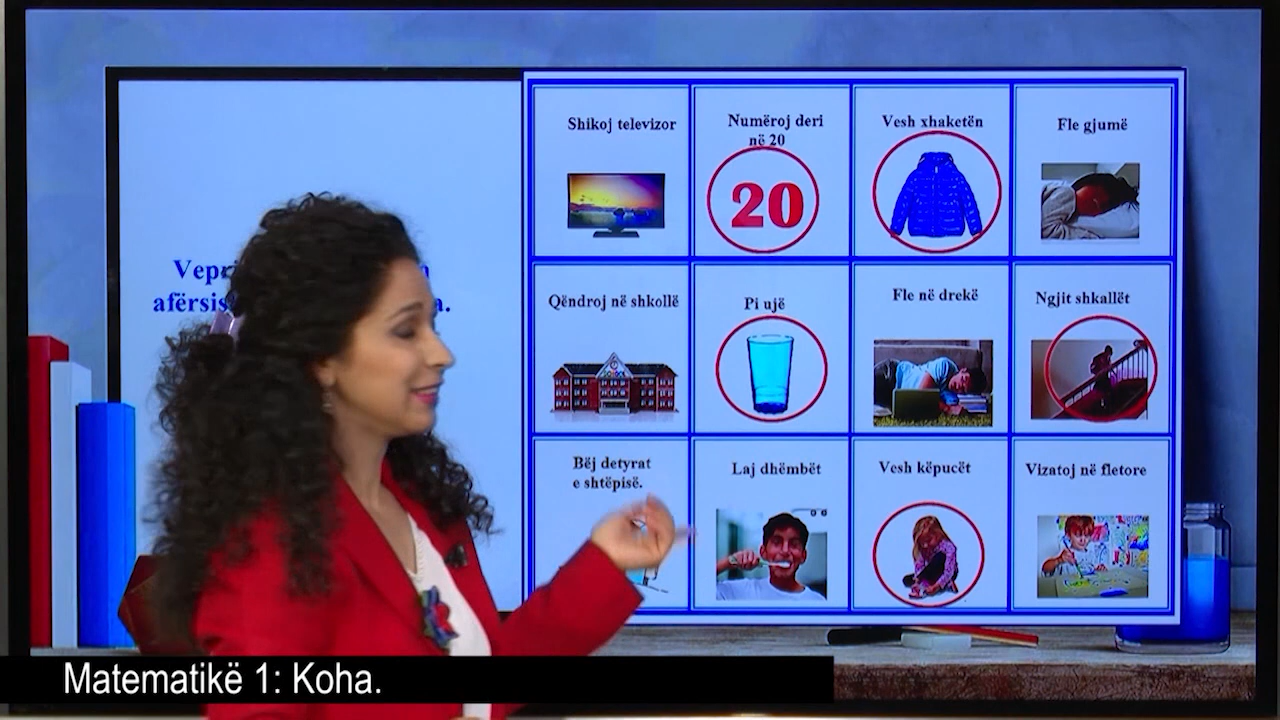 Shikoj televizor
Numëroj deri
në 20
20
Vesh xhaketën
Fle gjumë
Qëndroj në shkollë
Pi ujë
Fle në drekë
Ngjit shkallët
Bëj detyrat
e shtëpisë.
Laj dhëmbët
Vesh këpucët
Vizatoj në fletore
Matematikë 1: Koha.